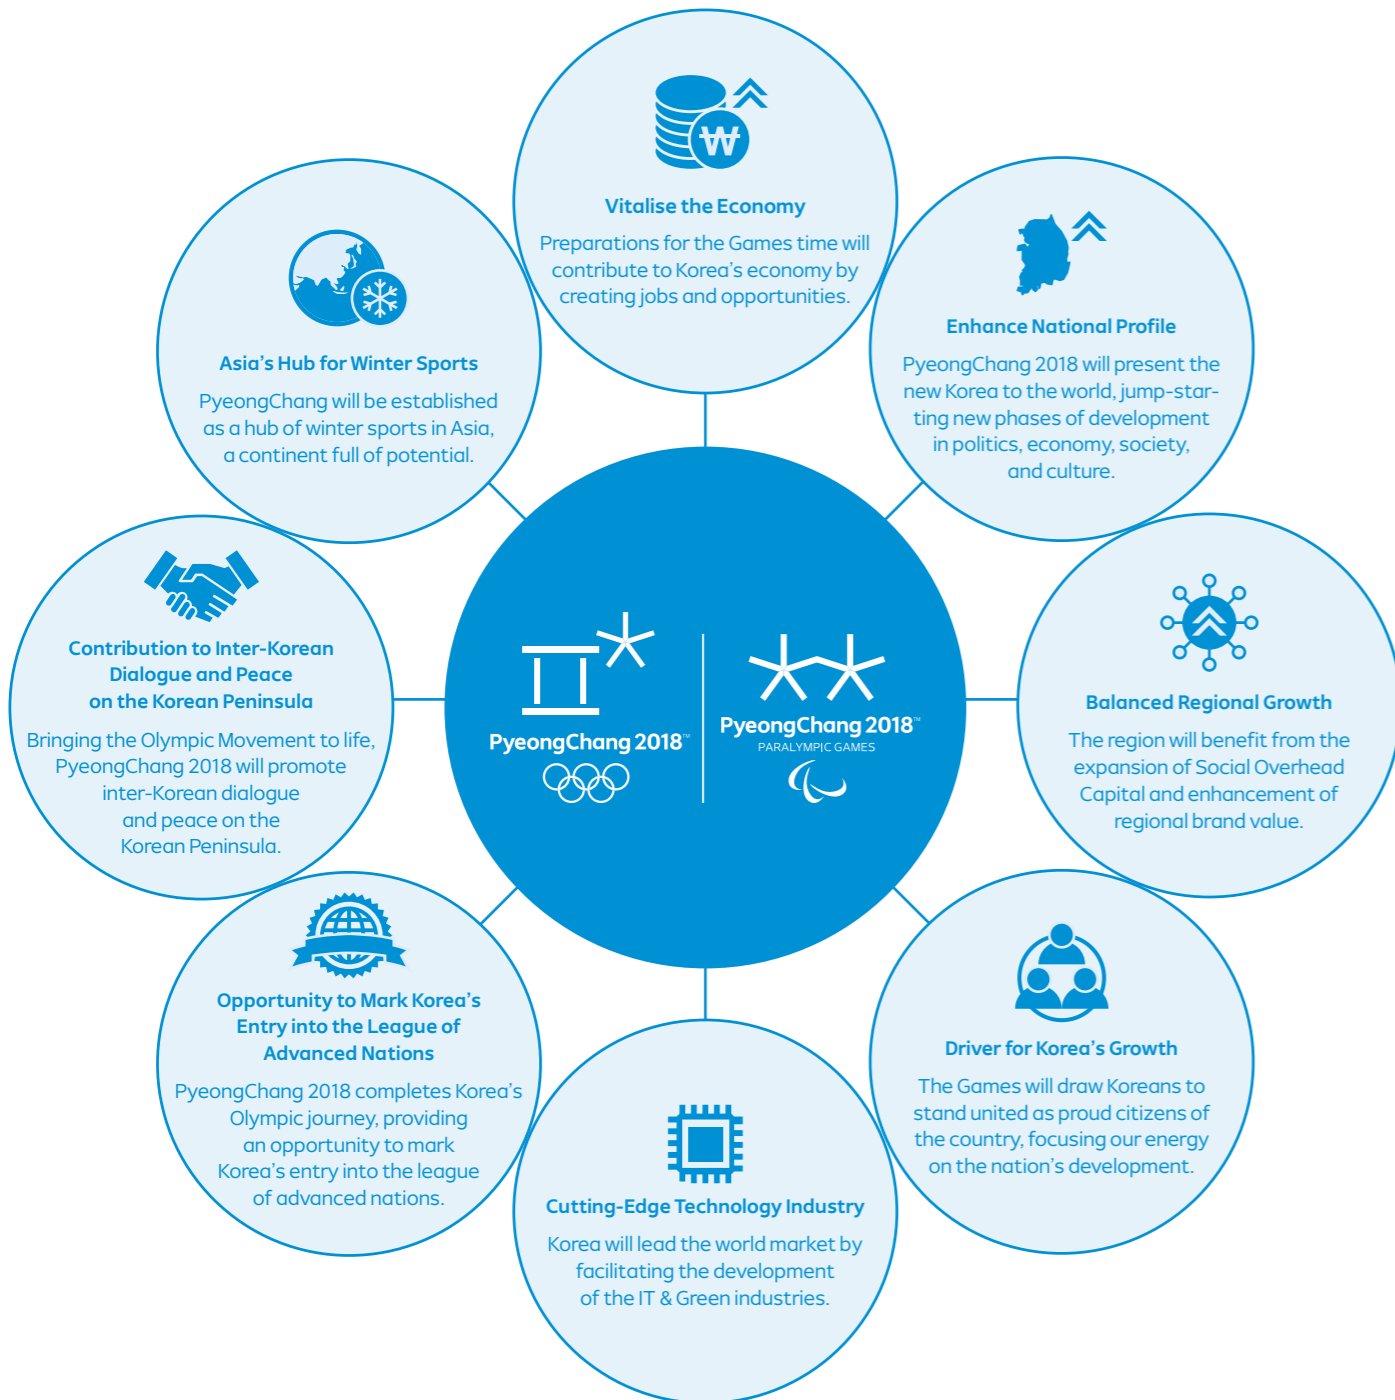 ₩
Vitalise the Economy
Preparations for the Games time will
contribute to Korea's economy by
creating jobs and opportunities.
Enhance National Profile
PyeongChang 2018 will present the
new Korea to the world, jump-star-
ting new phases of development
in politics, economy, society,
and culture.
Balanced Regional Growth
The region will benefit from the
expansion of Social Overhead
Capital and enhancement of
regional brand value.
Driver for Korea's Growth
The Games will draw Koreans to
stand united as proud citizens of
the country, focusing our energy
on the nation's development.
Cutting-Edge Technology Industry
Korea will lead the world market by
facilitating the development
of the IT & Green industries.
Opportunity to Mark Korea's
Entry into the League of
Advanced Nations
PyeongChang 2018 completes Korea's
Olympic journey, providing
an opportunity to mark
Korea's entry into the league
of advanced nations.
Contribution to Inter-Korean
Dialogue and Peace
on the Korean Peninsula
Bringing the Olympic Movement to life,
PyeongChang 2018 will promote
inter-Korean dialogue
and peace on the
Korean Peninsula.
Asia's Hub for Winter Sports
PyeongChang will be established
as a hub of winter sports in Asia,
a continent full of potential.
PyeongChang 2018™
PyeongChang 2018™
PARALYMPIC GAMES